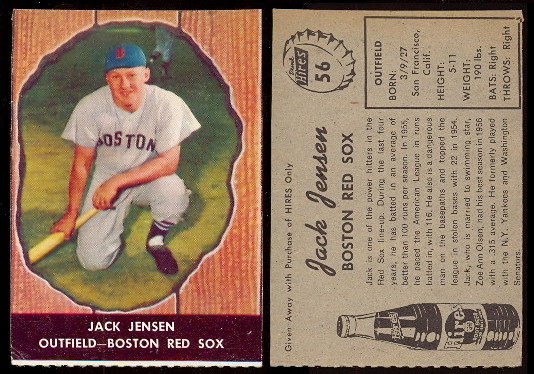 B
BOSTON
JACK JENSEN
OUTFIELD—BOSTON RED SOX
Drink
Hires
56
OUTFIELD
BORN:
3/9/27
San Francisco,
Calif.
HEIGHT:
5-11
WEIGHT:
190 lbs.
BATS: Right
THROWS: Right
Given Away with Purchase of HIRES Only
Jack Jensen
BOSTON RED SOX
Jack is one of the power hitters in the
Red Sox line-up. During the last four
years, he has batted in an average of
better than 100 runs per season. In 1955,
he paced the American League in runs
batted in, with 116. He also is a dangerous
man on the basepaths and topped the
league in stolen bases with 22 in 1954.
Jack, who is married to swimming star,
Zoe Ann Olsen, had his best season in 1956
with a .315 average. He formerly played
with the N.Y. Yankees and Washington
Senators.
Hires
Hires